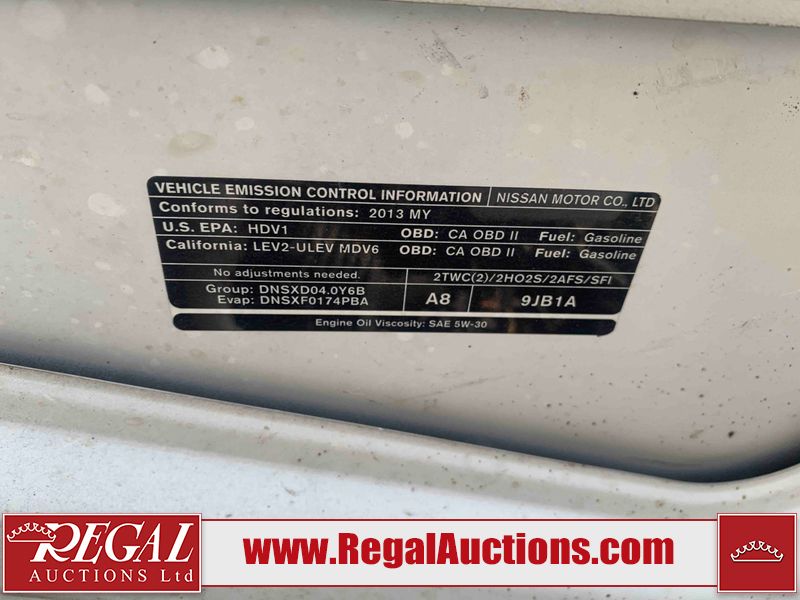 VEHICLE EMISSION CONTROL INFORMATION | NISSAN MOTOR CO., LTD
Conforms to regulations: 2013 MY
U.S. EPA: HDV1 OBD: CA OBD II Fuel: Gasoline
California: LEV2-ULEV MDV6 OBD: CA OBD II Fuel: Gasoline
No adjustments needed. 2TWC(2)/2HO2S/2AFS/SFI
Group: DNSXD04.0Y6B
Evap: DNSXF0174PBA A8 9JB1A
Engine Oil Viscosity: SAE 5W-30
REGAL
AUCTIONS Ltd
www.RegalAuctions.com